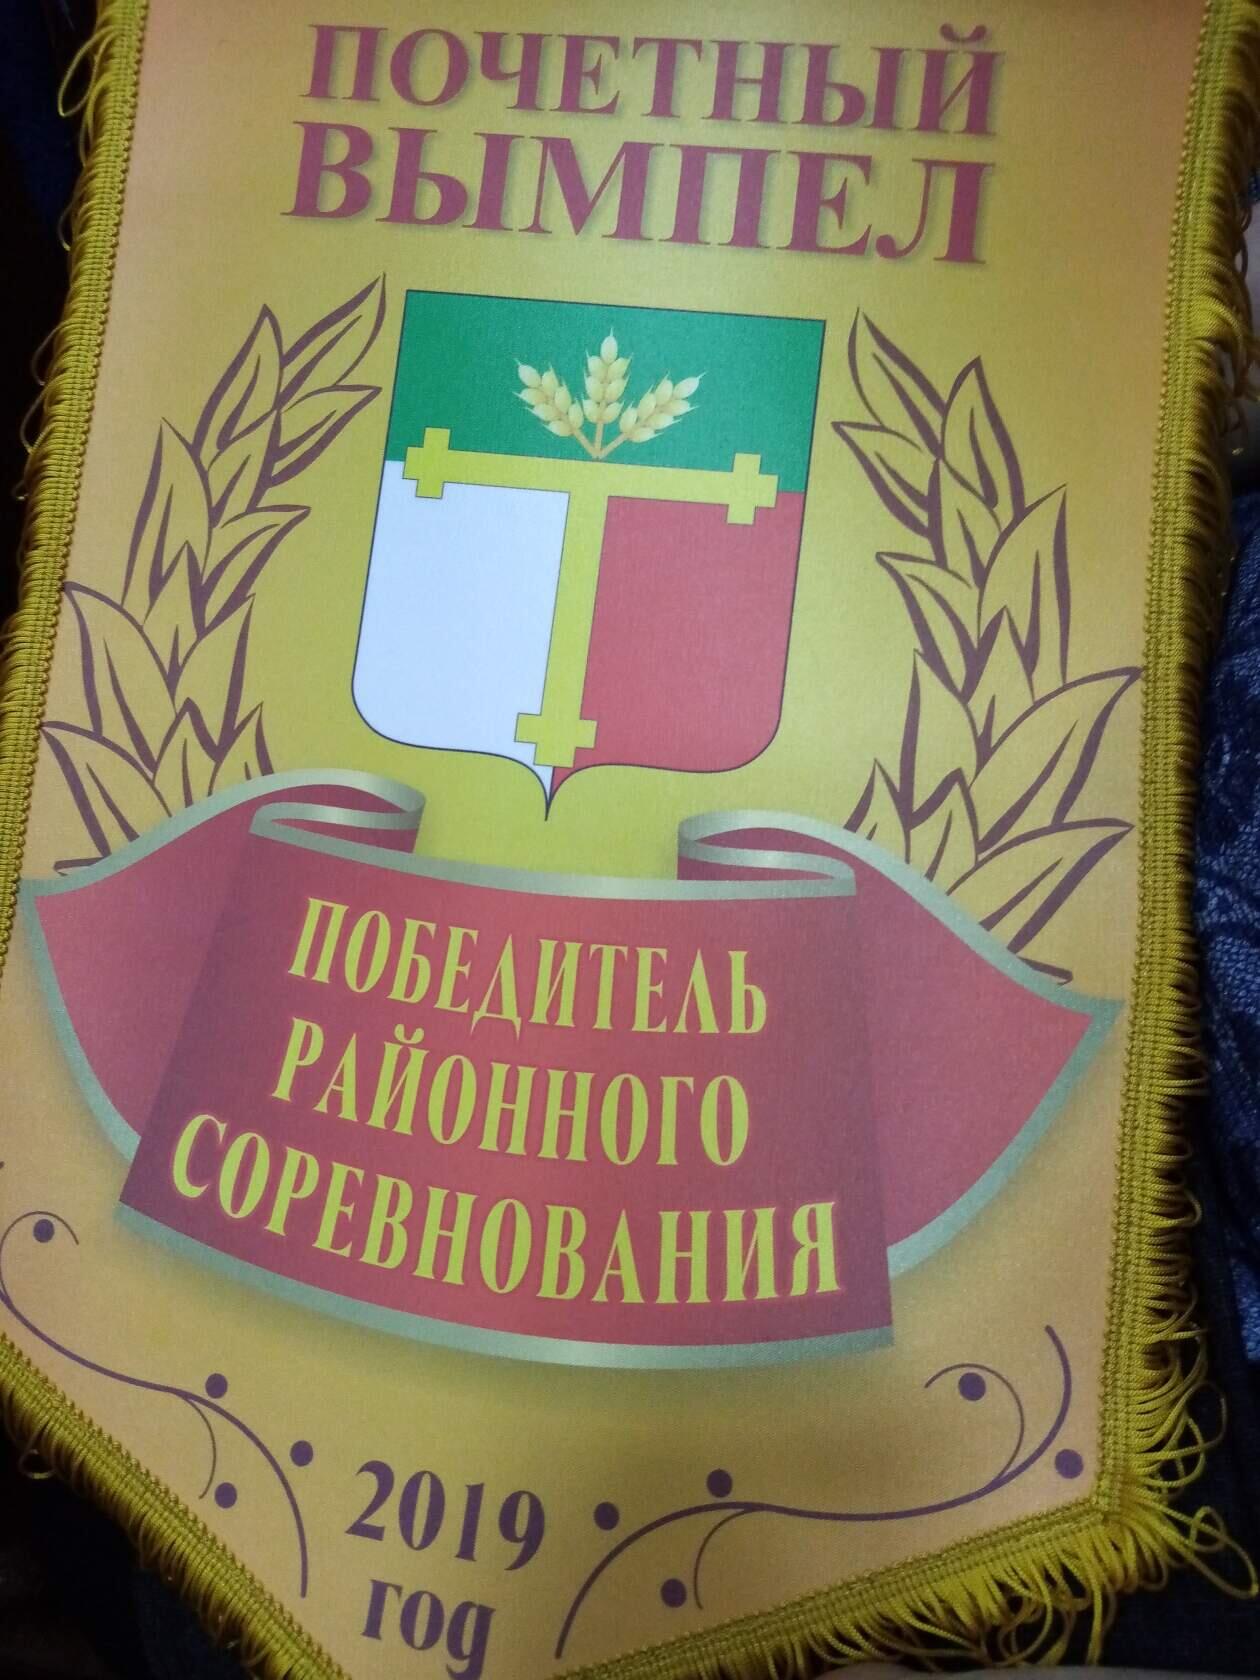 ПОЧЕТНЫЙ
ВЫМПЕЛ
ПОБЕДИТЕЛЬ
РАЙОННОГО
СОРЕВНОВАНИЯ
2019
год